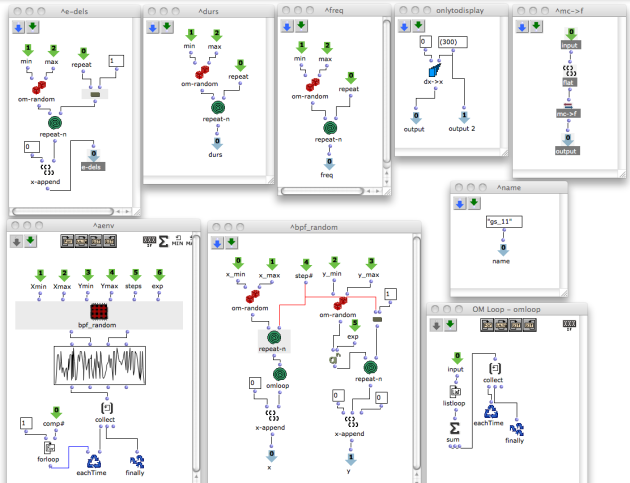 ^e-dels
1
2
0
min
max
repeat
1
om-random
repeat-n
0
x-append
0
e-dels
^durs
1
2
min
max
0
repeat
om-random
repeat-n
0
durs
^freq
1
2
min
max
0
repeat
om-random
repeat-n
0
freq
onlytodisplay
0
(300)
dx->x
0
output
1
output 2
^mc->f
0
input
flat
mc->f
0
output
^name
"gs_11"
0
name
^aenv
MIN
1
2
3
4
5
6
Xmin
Xmax
Ymin
Ymax
steps
exp
bpf_random
collect
1
0
comp#
forloop
eachTime
finally
^bpf_random
0
1
4
2
3
x_min
x_max
step#
y_min
y_max
om-random
om-random
1
0
exp
repeat-n
repeat-n
omloop
0
0
0
x-append
x-append
0
x
1
y
OM Loop - omloop
IF
0
input
collect
listloop
eachTime
sum
finally